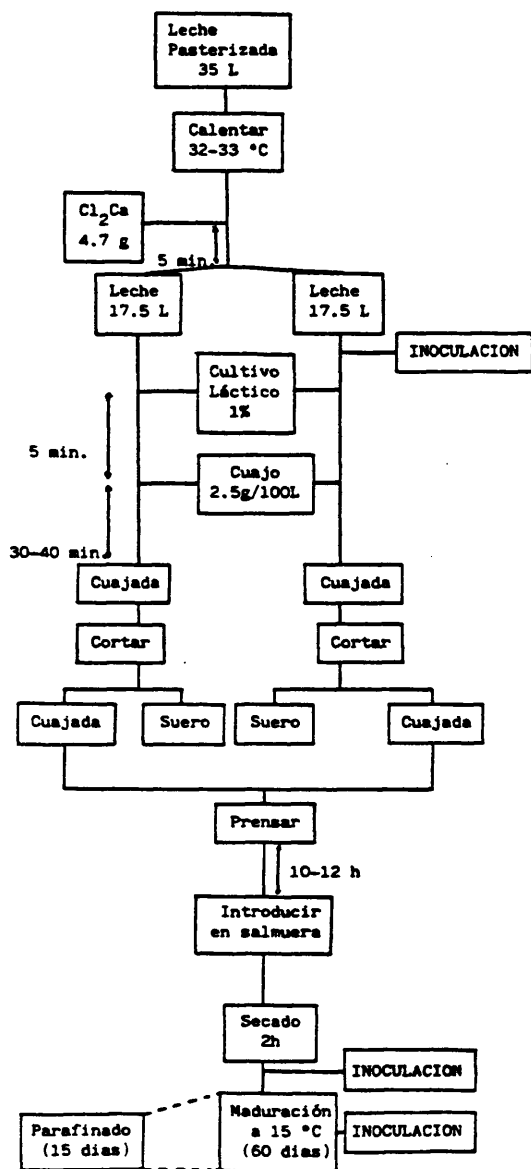 Leche
Pasterizada
35 L
Calentar
32-33 °C
Cl2Ca
4.7 g
5 min.
Leche
17.5 L
Leche
17.5 L
INOCULACION
Cultivo
Láctico
1%
5 min.
Cuajo
2.5g/100L
30-40 min.
Cuajada
Cuajada
Cortar
Cortar
Cuajada
Suero
Suero
Cuajada
Prensar
10-12 h
Introducir
en salmuera
Secado
2h
INOCULACION
Maduración
a 15 °C
(60 dias)
INOCULACION
Parafinado
(15 dias)